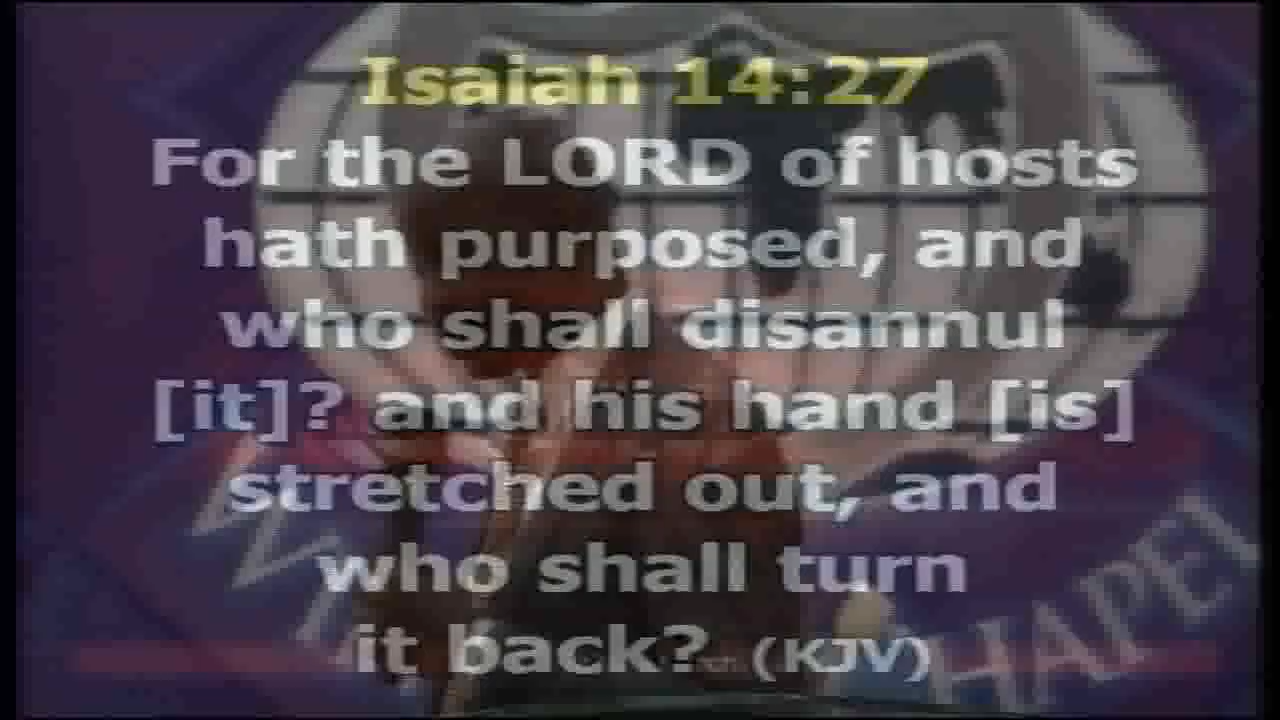 Isaiah 14:27
For the LORD of hosts
hath purposed, and
who shall disannul
[it]? and his hand [is]
stretched out, and
who shall turn
it back? (KJV)
HAPEL